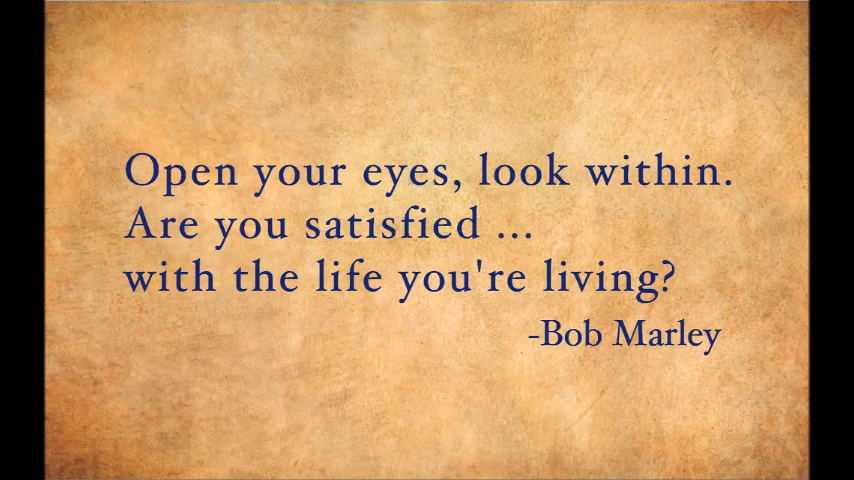 Open your eyes, look within.
Are you satisfied ...
with the life you're living?
-Bob Marley